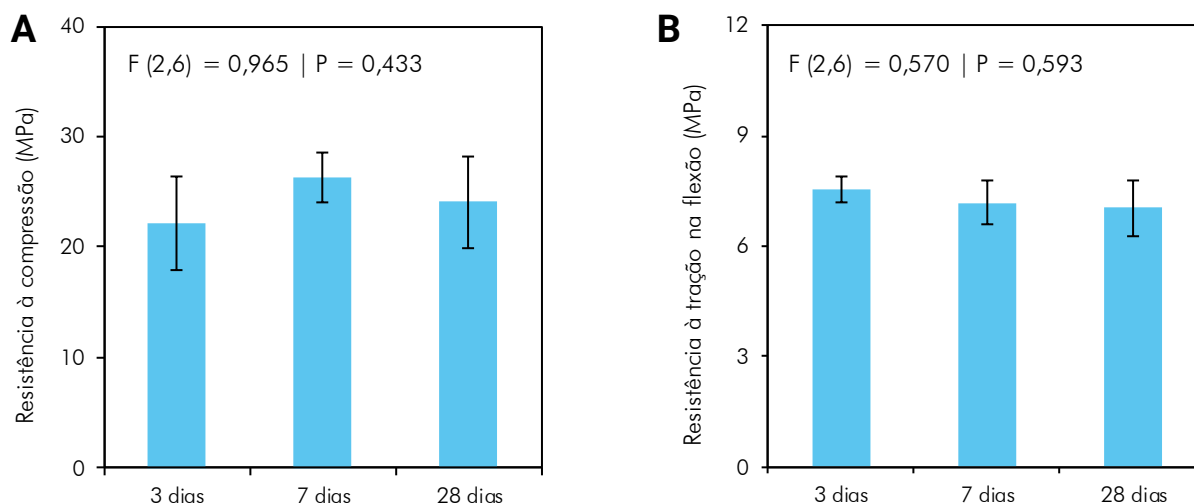 A
Resistência à compressão (MPa)
F (2,6) = 0,965 | P = 0,433
40
30
20
10
0
3 dias
7 dias
28 dias
B
Resistência à tração na flexão (MPa)
F (2,6) = 0,570 | P = 0,593
12
9
6
3
0
3 dias
7 dias
28 dias